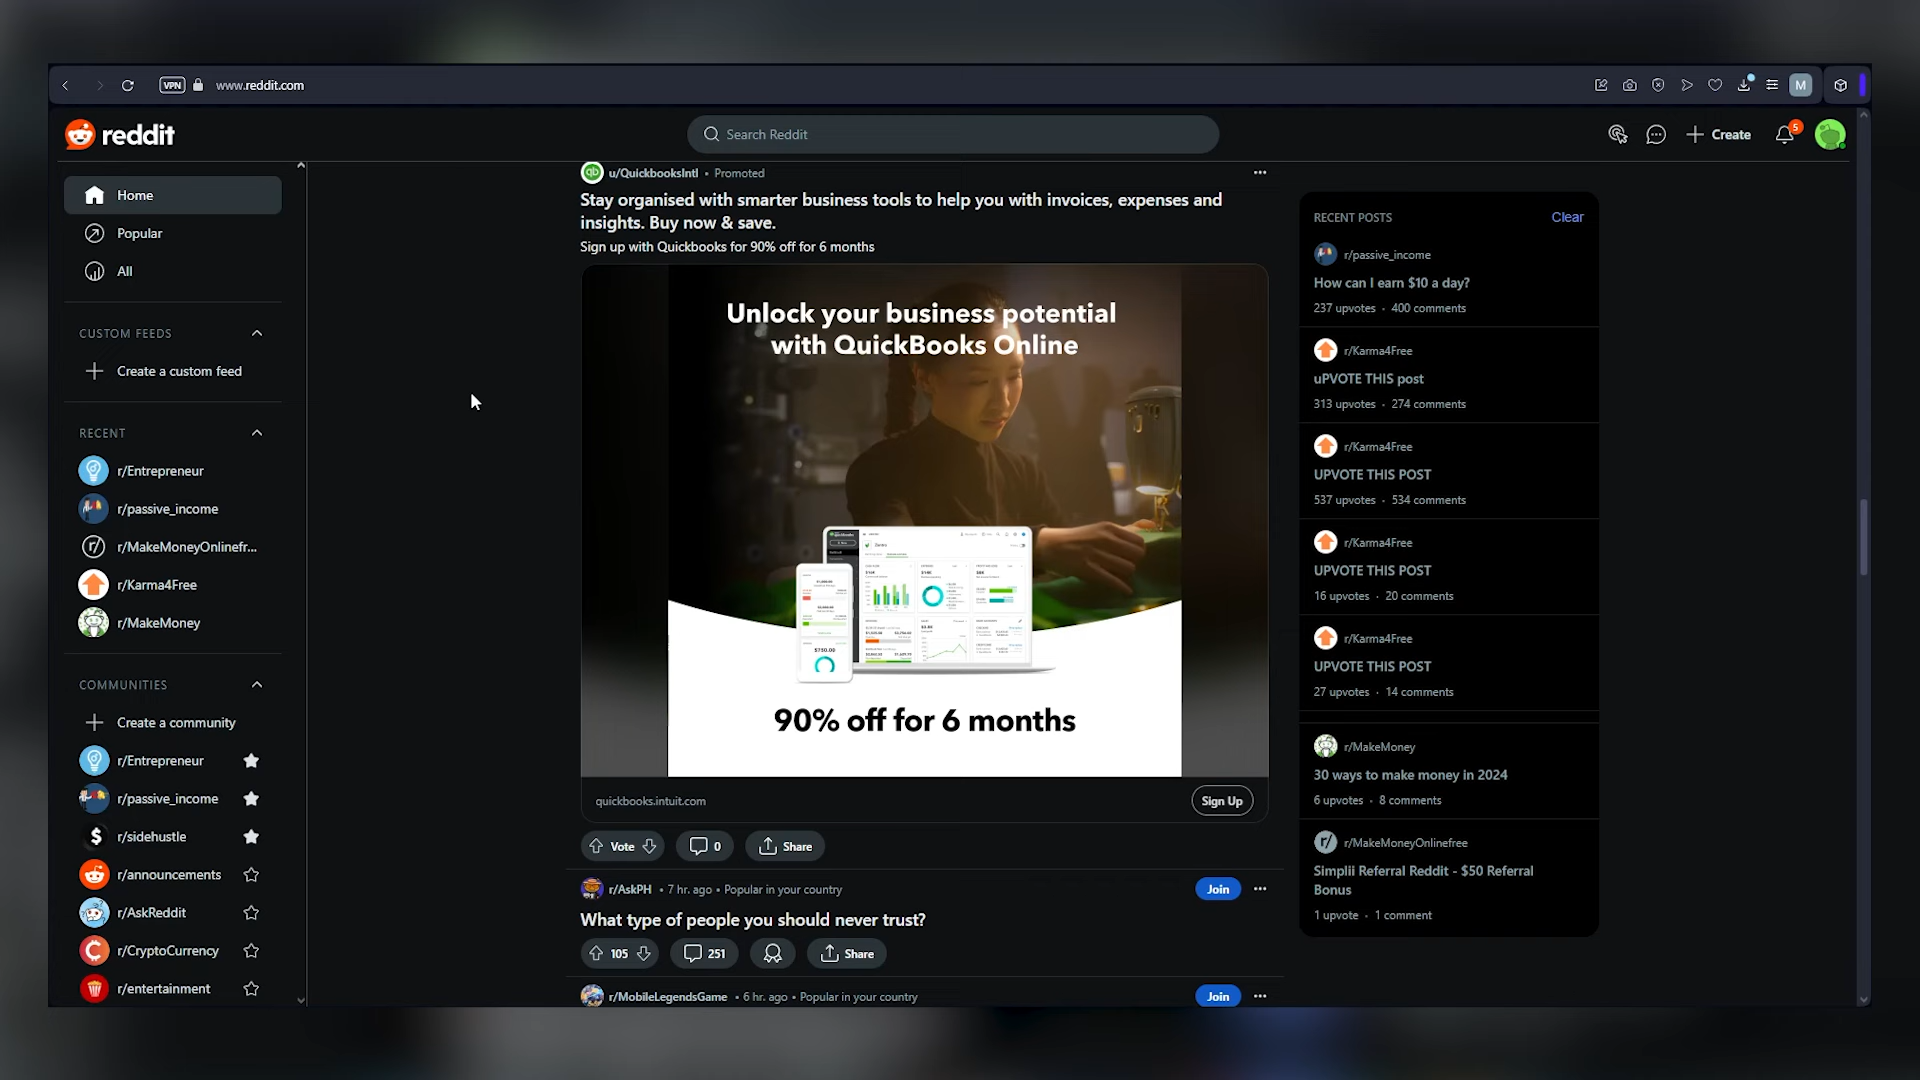 VPN
www.reddit.com
M
reddit
Search Reddit
Create
5
Home
Popular
All
CUSTOM FEEDS
Create a custom feed
RECENT
r/Entrepreneur
r/passive_income
r/MakeMoneyOnlinefr...
r/Karma4Free
r/MakeMoney
COMMUNITIES
Create a community
r/Entrepreneur
r/passive_income
r/sidehustle
r/announcements
r/AskReddit
r/CryptoCurrency
r/entertainment
qb
u/QuickbooksIntl • Promoted
Stay organised with smarter business tools to help you with invoices, expenses and
insights. Buy now & save.
Sign up with Quickbooks for 90% off for 6 months
Unlock your business potential
with QuickBooks Online
$750.00
90% off for 6 months
quickbooks.intuit.com
Sign Up
Vote
0
Share
r/AskPH • 7 hr. ago • Popular in your country
Join
What type of people you should never trust?
105
251
Share
r/MobileLegendsGame • 6 hr. ago • Popular in your country
Join
RECENT POSTS
Clear
r/passive_income
How can I earn $10 a day?
237 upvotes · 400 comments
r/Karma4Free
uPVOTE THIS post
313 upvotes · 274 comments
r/Karma4Free
UPVOTE THIS POST
537 upvotes · 534 comments
r/Karma4Free
UPVOTE THIS POST
16 upvotes · 20 comments
r/Karma4Free
UPVOTE THIS POST
27 upvotes · 14 comments
r/MakeMoney
30 ways to make money in 2024
6 upvotes · 8 comments
r/
r/MakeMoneyOnlinefree
Simplii Referral Reddit - $50 Referral
Bonus
1 upvote · 1 comment